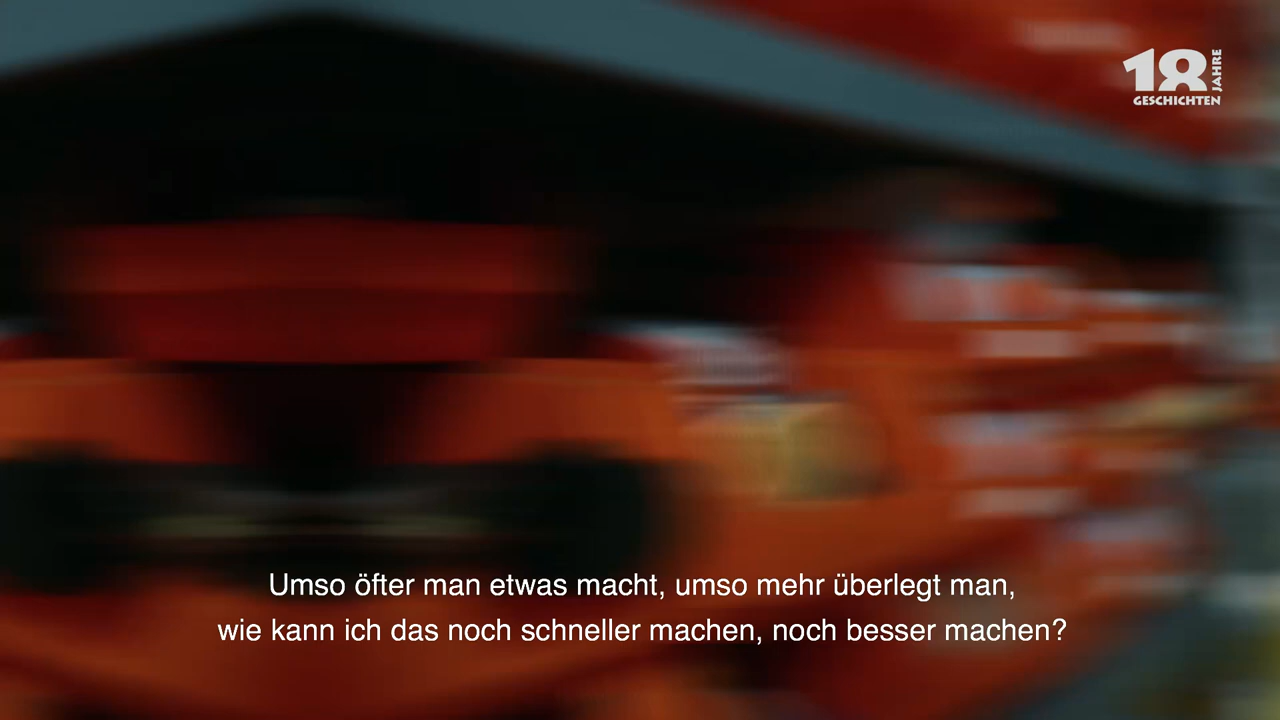 18 JAHRE
GESCHICHTEN
Umso öfter man etwas macht, umso mehr überlegt man,
wie kann ich das noch schneller machen, noch besser machen?